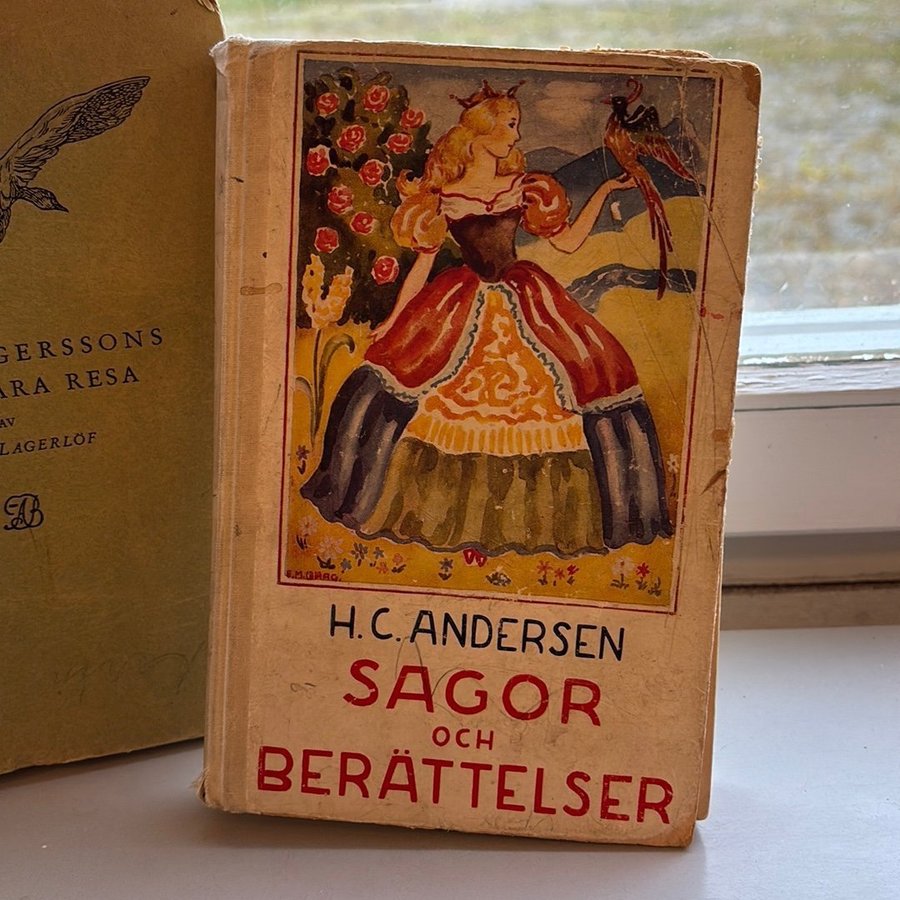 GERSSONS
ARA RESA
AV
LAGERLÖF
H. C. ANDERSEN
SAGOR
OCH
BERÄTTELSER